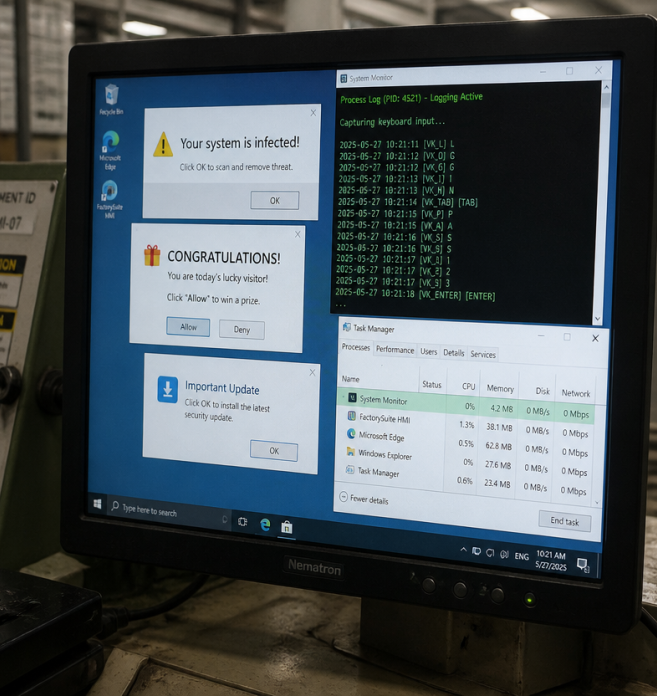 MENT ID
I-07
ION
Recycle Bin
Microsoft
Edge
FactorySuite
HMI
Your system is infected!
Click OK to scan and remove threat.
OK
CONGRATULATIONS!
You are today's lucky visitor!
Click "Allow" to win a prize.
Allow
Deny
Important Update
Click OK to install the latest
security update.
OK
System Monitor
Process Log (PID: 4521) - Logging Active
Capturing keyboard input...
2025-05-27 10:21:11 [VK_L] L
2025-05-27 10:21:12 [VK_O] G
2025-05-27 10:21:12 [VK_G] G
2025-05-27 10:21:13 [VK_I] 1
2025-05-27 10:21:13 [VK_H] N
2025-05-27 10:21:14 [VK_TAB] [TAB]
2025-05-27 10:21:15 [VK_P] P
2025-05-27 10:21:15 [VK_A] A
2025-05-27 10:21:16 [VK_S] S
2025-05-27 10:21:16 S
2025-05-27 10:21:17 1
2025-05-27 10:21:17 2
2025-05-27 10:21:17 3
2025-05-27 10:21:18 [VK_ENTER] [ENTER]
...
Task Manager
Processes Performance Users Details Services
Name Status CPU Memory Disk Network
System Monitor 0% 4.2 MB 0 MB/s 0 Mbps
FactorySuite HMI 1.3% 38.1 MB 0 MB/s 0 Mbps
Microsoft Edge 0.5% 62.8 MB 0 MB/s 0 Mbps
Windows Explorer 0% 27.6 MB 0 MB/s 0 Mbps
Task Manager 0.6% 23.4 MB 0 MB/s 0 Mbps
Fewer details
End task
Type here to search
ENG
10:21 AM
5/27/2025
Nematron